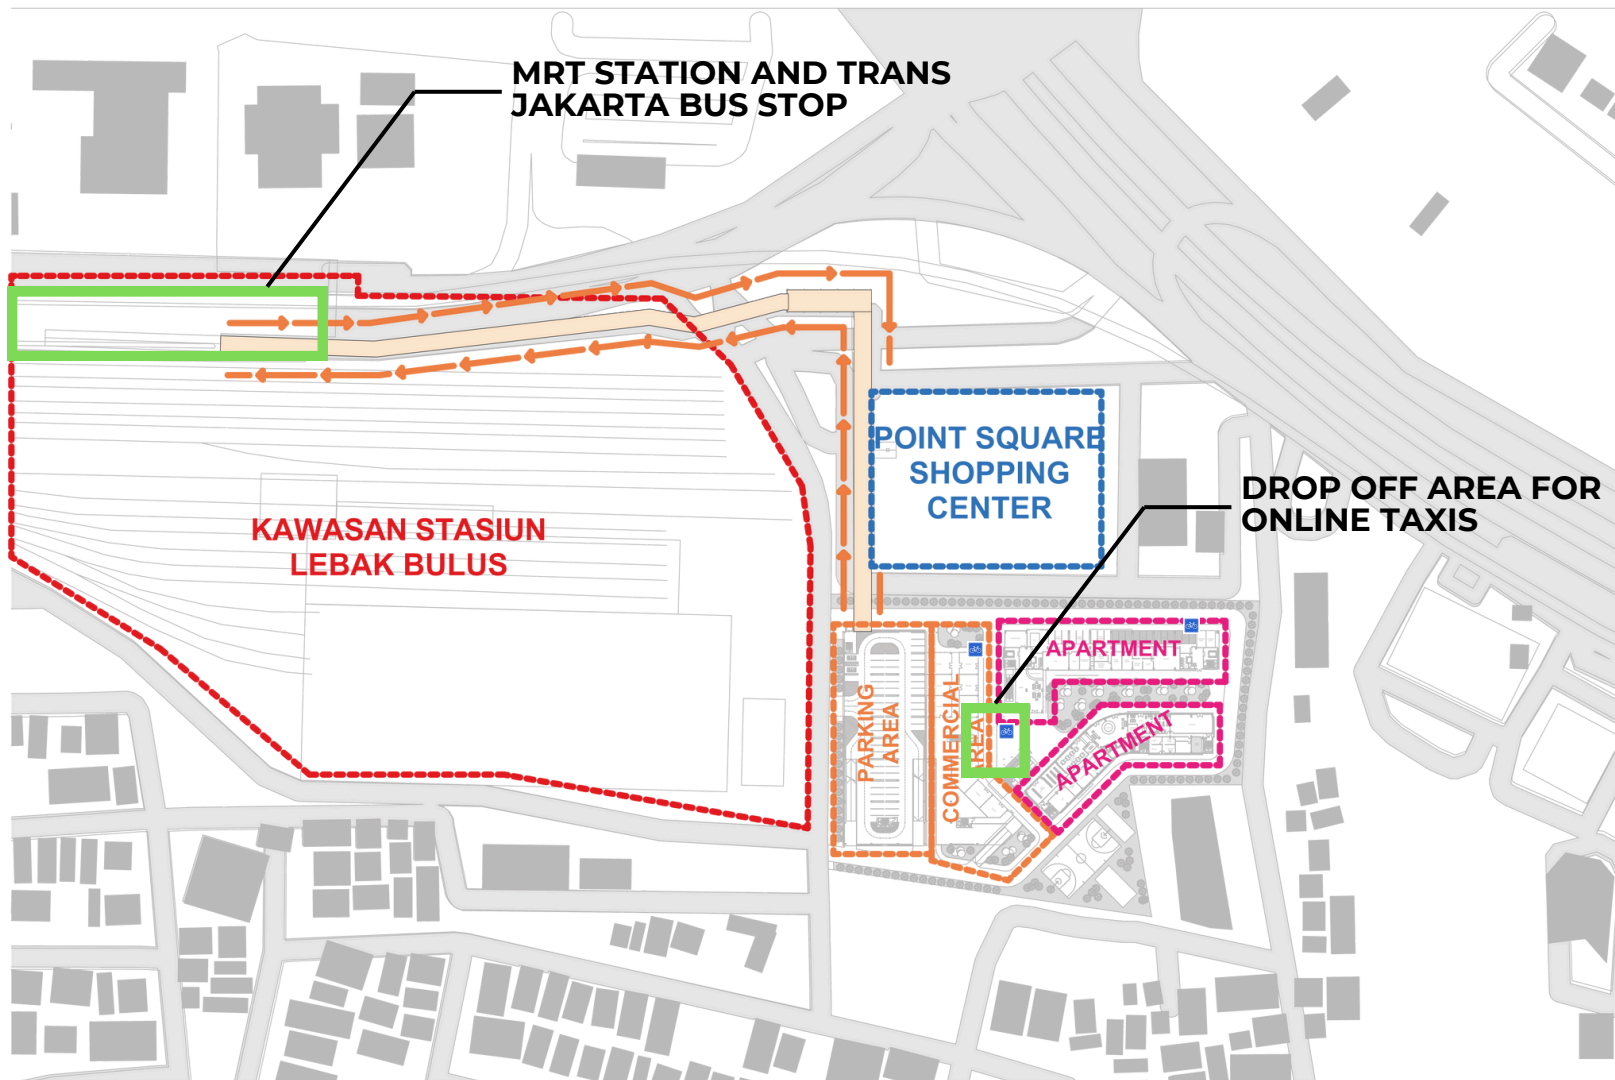 MRT STATION AND TRANS
JAKARTA BUS STOP
POINT SQUARE
SHOPPING
CENTER
DROP OFF AREA FOR
ONLINE TAXIS
KAWASAN STASIUN
LEBAK BULUS
APARTMENT
PARKING
AREA
COMMERCIAL
AREA
APARTMENT